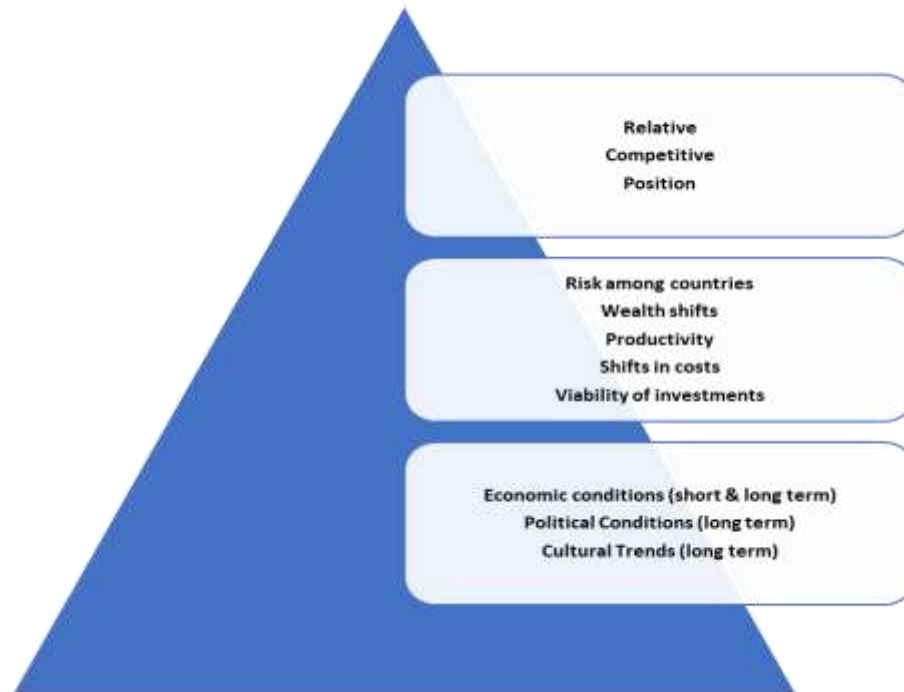 Relative
Competitive
Position
Risk among countries
Wealth shifts
Productivity
Shifts in costs
Viability of investments
Economic conditions (short & long term)
Political Conditions (long term)
Cultural Trends (long term)